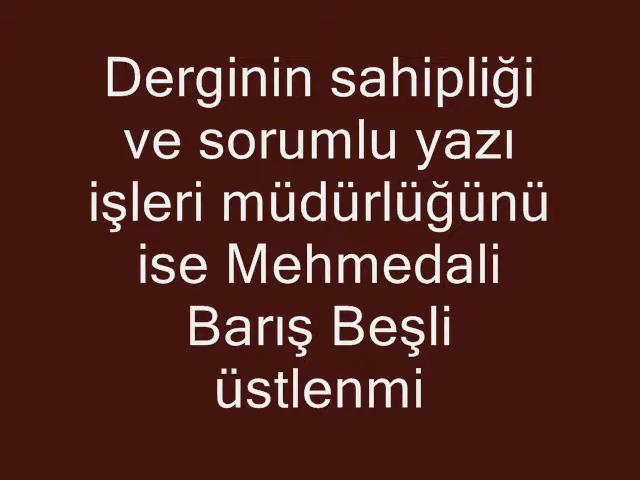 Derginin sahipliği
ve sorumlu yazı
işleri müdürlüğünü
ise Mehmedali
Barış Beşli
üstlenmi